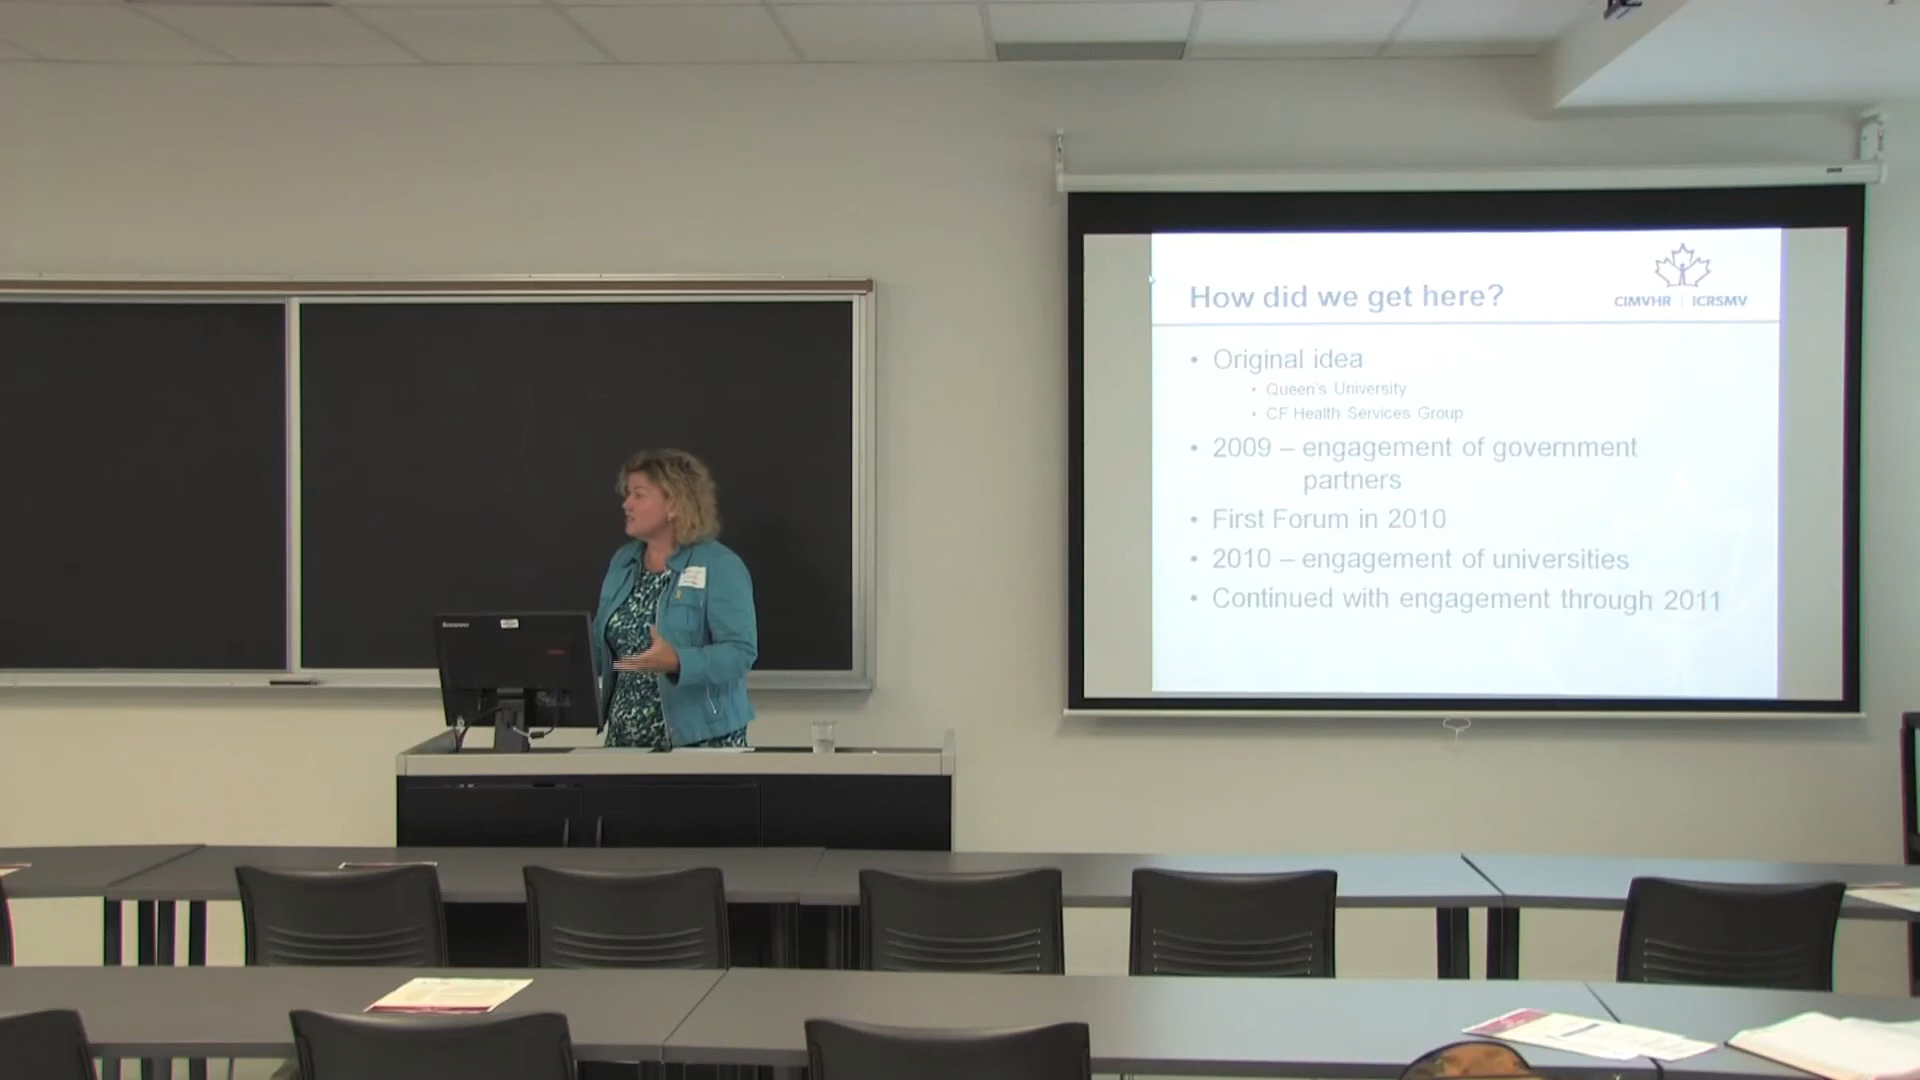 How did we get here?
CIMVHR | ICRSMV
• Original idea
• Queen's University
• CF Health Services Group
• 2009 – engagement of government
partners
• First Forum in 2010
• 2010 – engagement of universities
• Continued with engagement through 2011
lenovo